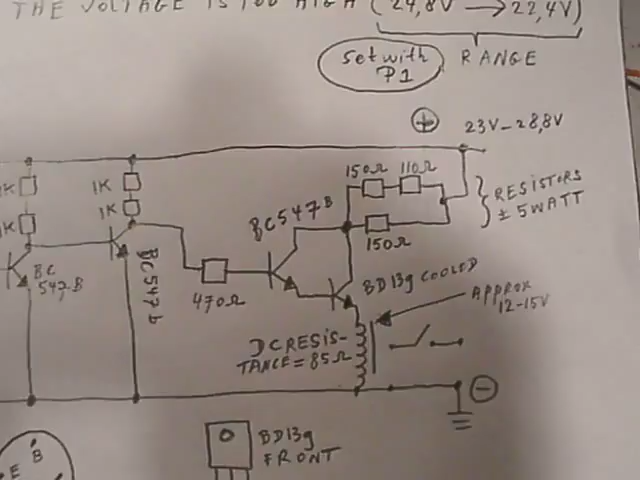 THE VOLTAGE IS TOO HIGH (24,8V → 22,4V)
Set with P1
RANGE
+
23V-28,8V
150Ω
110Ω
1K
1K
1K
1K
BC547B
150Ω
RESISTORS
± 5WATT
BC
547B
BC547b
470Ω
BD139 COOLED
APPROX
12-15V
DC RESIS-
TANCE=85Ω
-
BD139
FRONT
B
E